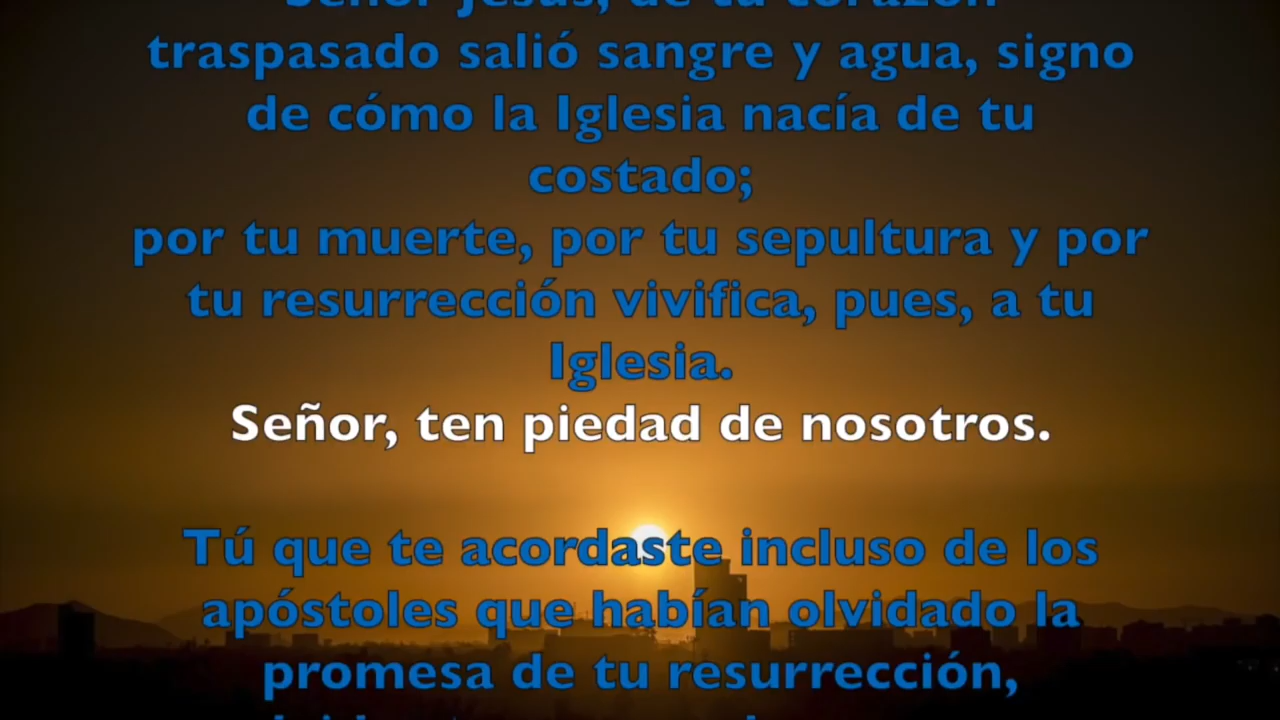 Señor Jesús, de tu corazón
traspasado salió sangre y agua, signo
de cómo la Iglesia nacía de tu
costado;
por tu muerte, por tu sepultura y por
tu resurrección vivifica, pues, a tu
Iglesia.
Señor, ten piedad de nosotros.
Tú que te acordaste incluso de los
apóstoles que habían olvidado la
promesa de tu resurrección,